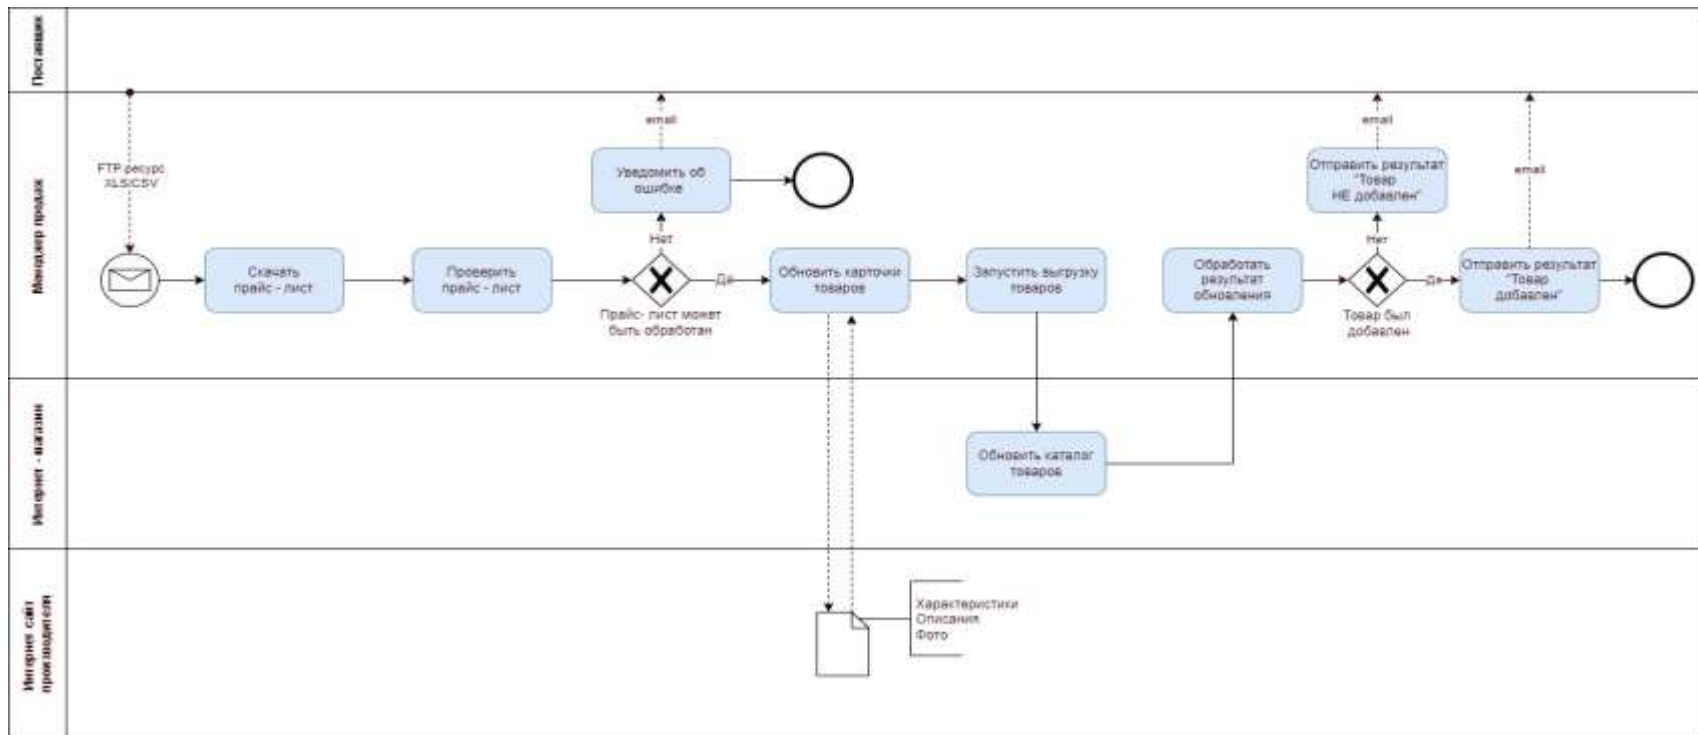 Поставщик
email
email
Менеджер продаж
FTP ресурс
XLS/CSV
Уведомить об
ошибке
Отправить результат
"Товар
НЕ добавлен"
email
Нет
Нет
Скачать
прайс - лист
Проверить
прайс - лист
Да
Обновить карточки
товаров
Запустить выгрузку
товаров
Обработать
результат
обновления
Да
Отправить результат
"Товар
добавлен"
Прайс- лист может
быть обработан
Товар был
добавлен
Интернет - магазин
Обновить каталог
товаров
Интернет сайт
производителя
Характеристики
Описания
Фото